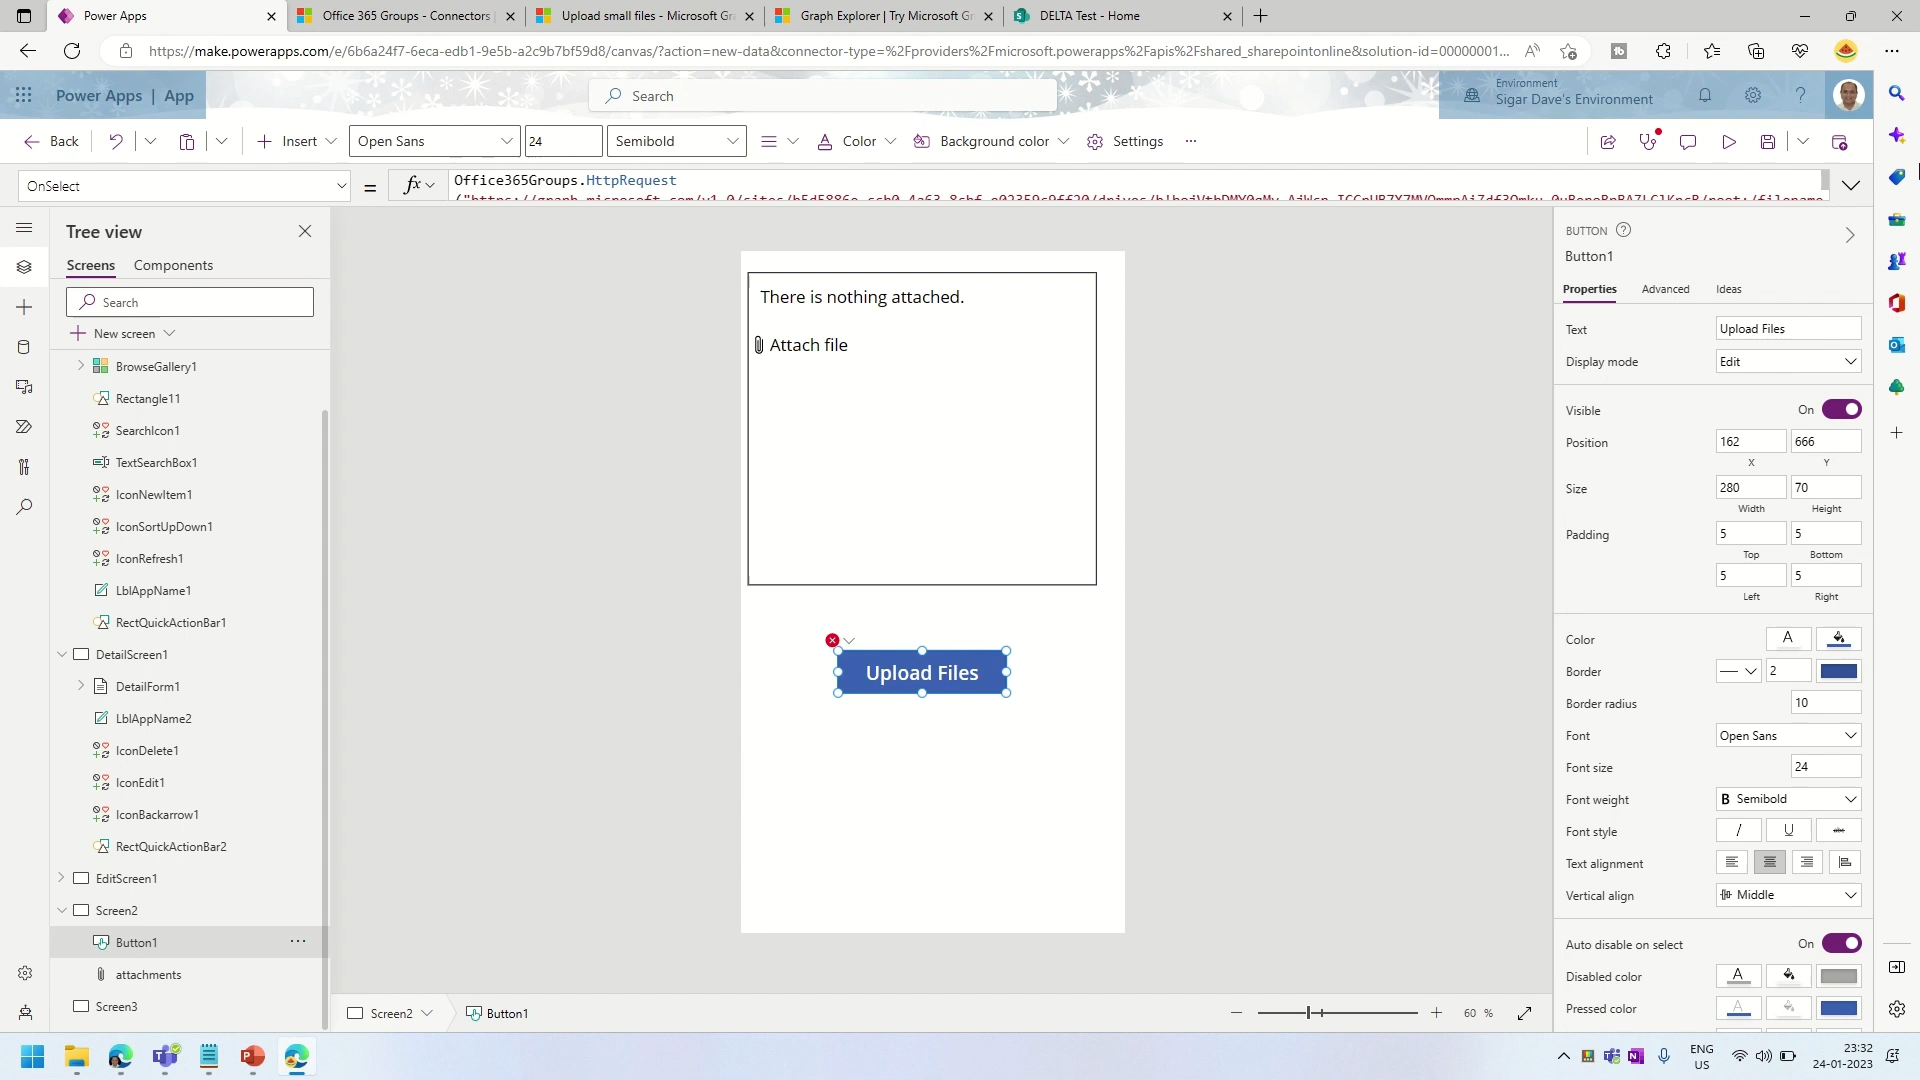 Power Apps
Office 365 Groups - Connectors
Upload small files - Microsoft Gra
Graph Explorer | Try Microsoft Gr
DELTA Test - Home
https://make.powerapps.com/e/6b6a24f7-6eca-edb1-9e5b-a2c9b7bf59d8/canvas/?action=new-data&connector-type=%2Fproviders%2Fmicrosoft.powerapps%2Fapis%2Fshared_sharepointonline&solution-id=00000001...
Power Apps | App
Search
Environment
Sigar Dave's Environment
Back
Insert
Open Sans
24
Semibold
Color
Background color
Settings
OnSelect
=
fx
Office365Groups.HttpRequest
Tree view
Screens
Components
Search
New screen
BrowseGallery1
Rectangle11
SearchIcon1
TextSearchBox1
IconNewItem1
IconSortUpDown1
IconRefresh1
LblAppName1
RectQuickActionBar1
DetailScreen1
DetailForm1
LblAppName2
IconDelete1
IconEdit1
IconBackarrow1
RectQuickActionBar2
EditScreen1
Screen2
Button1
attachments
Screen3
There is nothing attached.
Attach file
Upload Files
Screen2
Button1
60 %
BUTTON
Button1
Properties
Advanced
Ideas
Text
Upload Files
Display mode
Edit
Visible
On
Position
162
666
X
Y
Size
280
70
Width
Height
Padding
5
5
Top
Bottom
5
5
Left
Right
Color
A
Border
2
Border radius
10
Font
Open Sans
Font size
24
Font weight
B Semibold
Font style
/
U
abc
Text alignment
Vertical align
Middle
Auto disable on select
On
Disabled color
A
Pressed color
A
ENG
US
23:32
24-01-2023